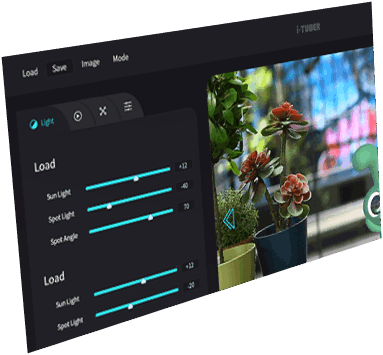 i-TUBER
Load Save Image Mode
Light
Load
Sun Light +12
Spot Light -40
Spot Angle 70
Load
Sun Light +12
Spot Light -20